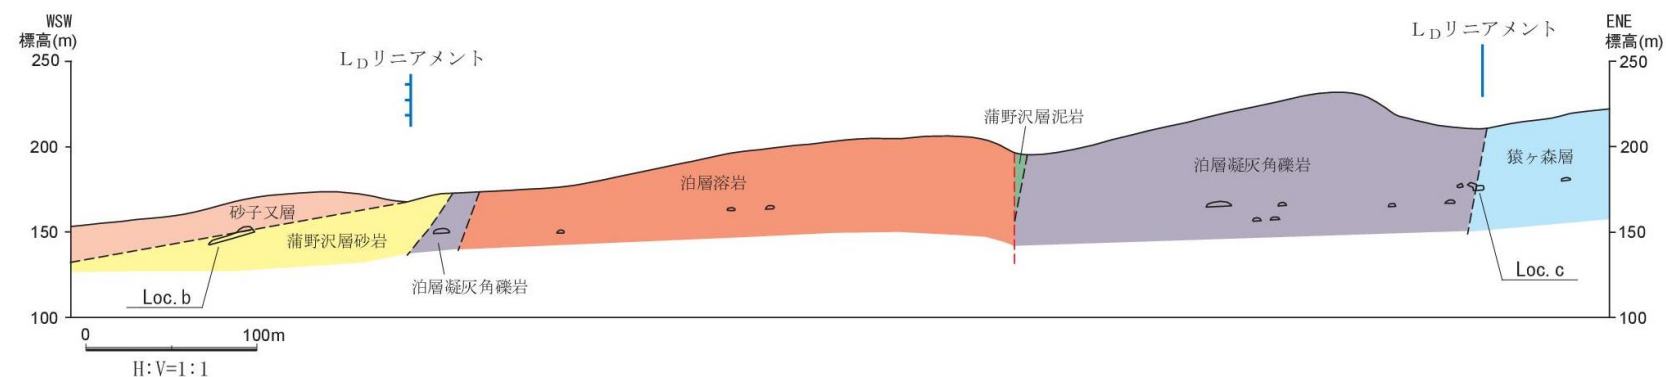 WSW
標高(m)
ENE
標高(m)
LDリニアメント
LDリニアメント
250
250
蒲野沢層泥岩
200
200
猿ヶ森層
泊層凝灰角礫岩
泊層溶岩
砂子又層
150
150
蒲野沢層砂岩
Loc.c
泊層凝灰角礫岩
Loc.b
100
100
0
100m
H:V=1:1